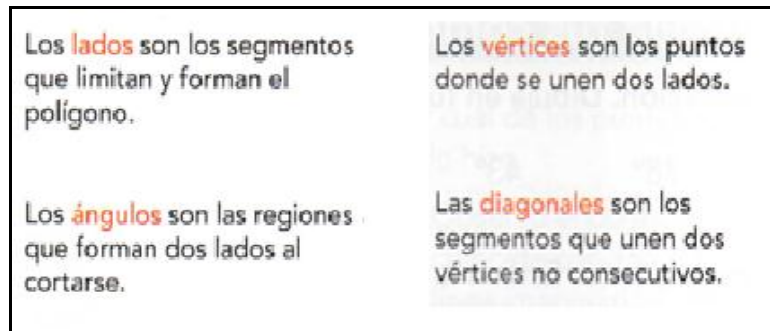 Los lados son los segmentos
que limitan y forman el
polígono.
Los vértices son los puntos
donde se unen dos lados.
Los ángulos son las regiones
que forman dos lados al
cortarse.
Las diagonales son los
segmentos que unen dos
vértices no consecutivos.